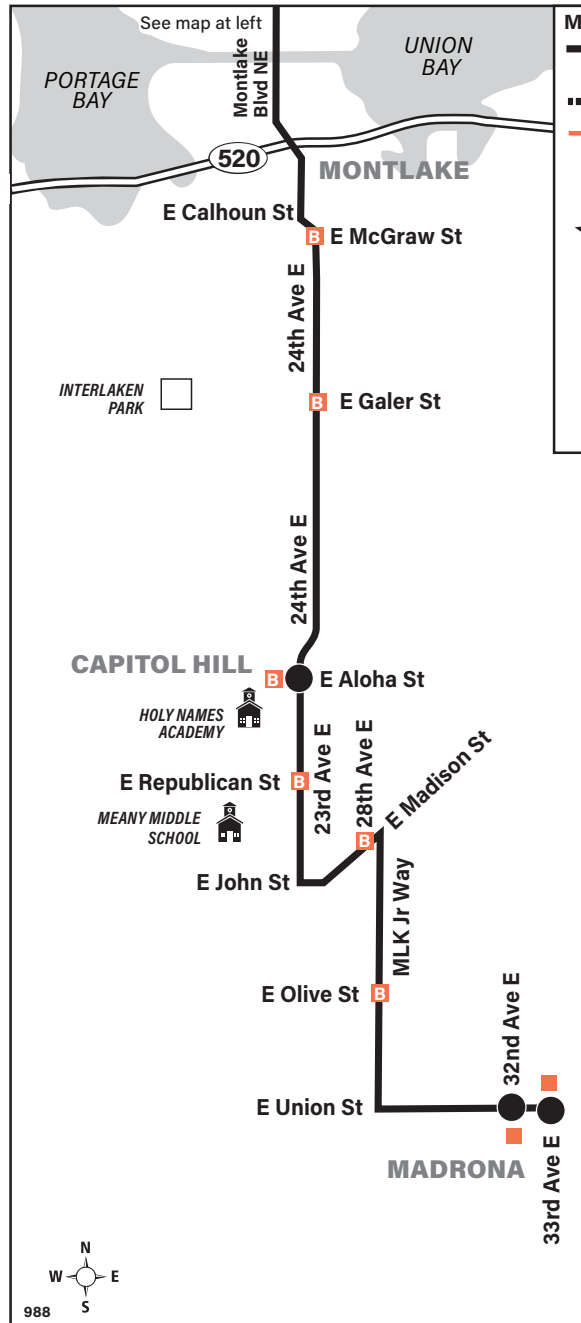 See map at left
M
UNION
BAY
PORTAGE
BAY
Montlake
Blvd NE
520
MONTLAKE
E Calhoun St
B
E McGraw St
24th Ave E
INTERLAKEN
PARK
B
E Galer St
24th Ave E
CAPITOL HILL
B
E Aloha St
HOLY NAMES
ACADEMY
23rd Ave E
28th Ave E
E Madison St
E Republican St
B
MEANY MIDDLE
SCHOOL
B
E John St
MLK Jr Way
E Olive St
B
32nd Ave E
E Union St
MADRONA
33rd Ave E
N
W
E
S
988